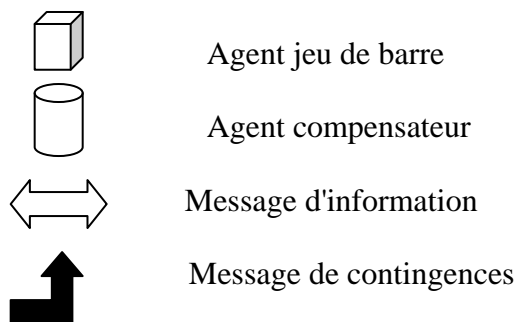 Agent jeu de barre
Agent compensateur
Message d'information
Message de contingences